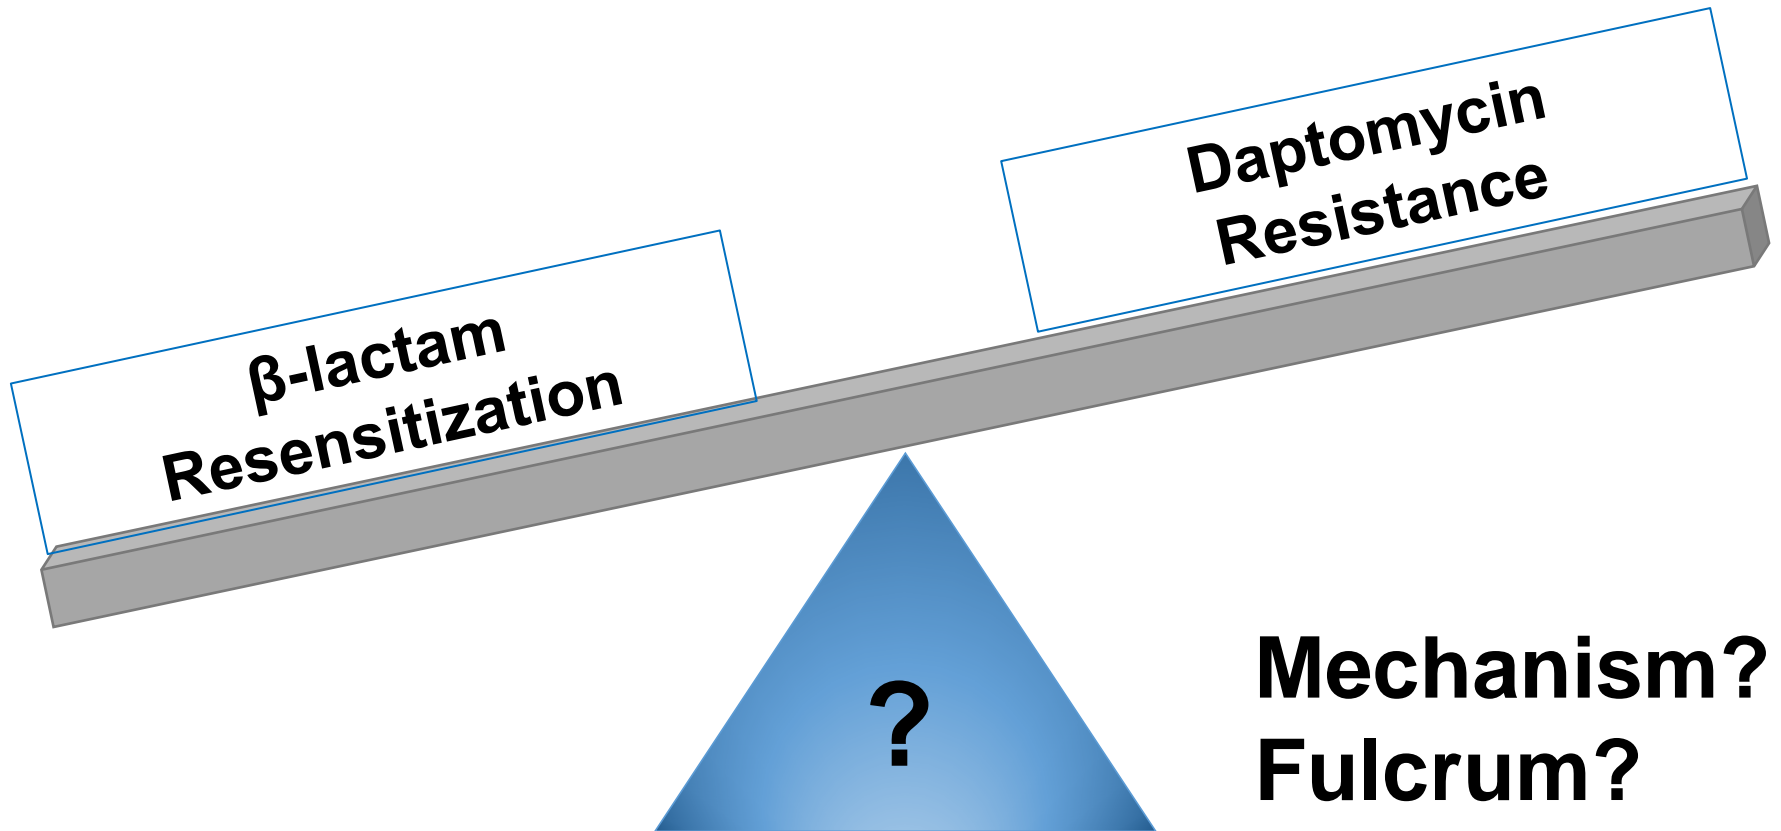 Daptomycin
Resistance
β-lactam
Resensitization
?
Mechanism?
Fulcrum?